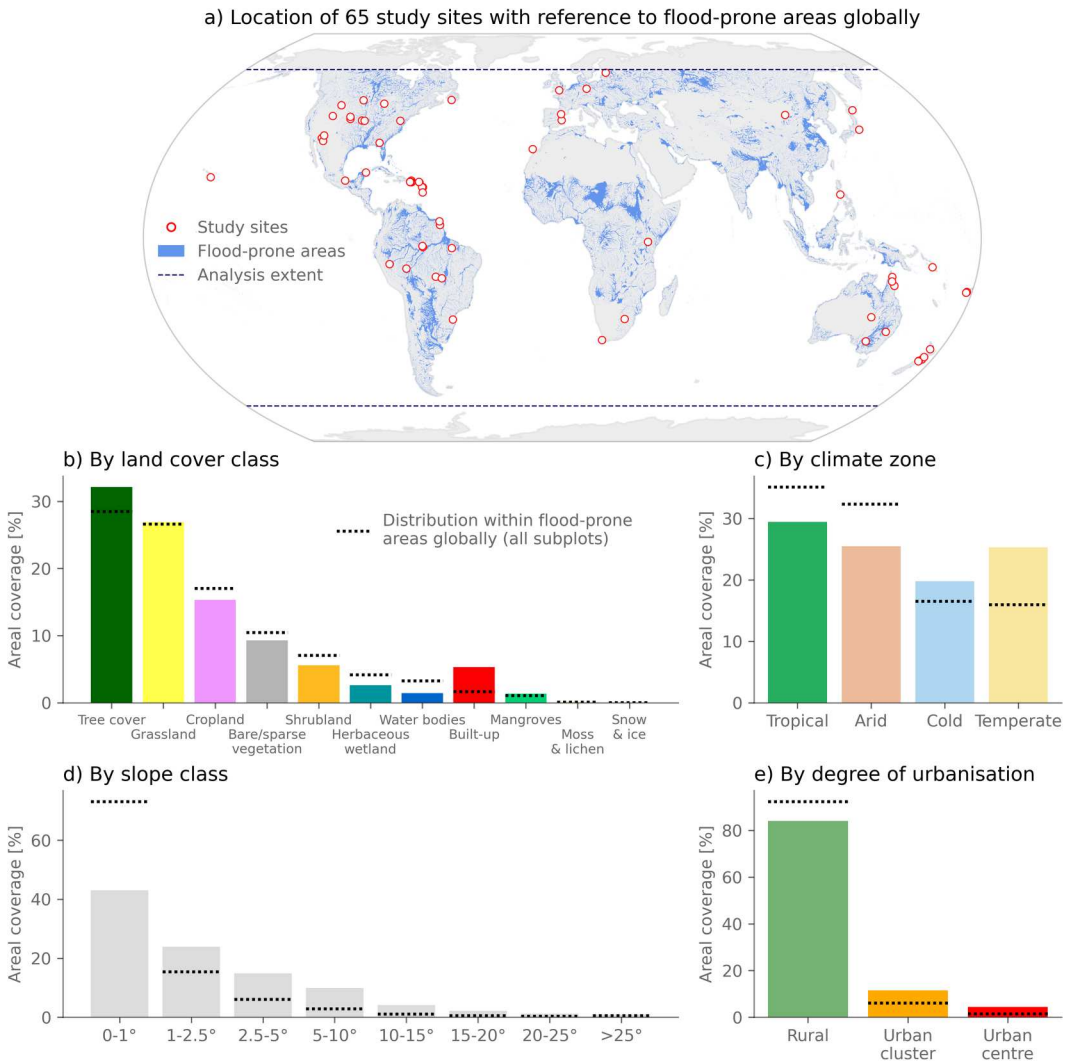 a) Location of 65 study sites with reference to flood-prone areas globally
Study sites
Flood-prone areas
Analysis extent
b) By land cover class
Areal coverage [%]
30
20
10
0
Distribution within flood-prone
areas globally (all subplots)
Tree cover
Grassland
Cropland
Bare/sparse
vegetation
Shrubland
Herbaceous
wetland
Water bodies
Built-up
Mangroves
Moss
& lichen
Snow
& ice
c) By climate zone
Areal coverage [%]
30
20
10
0
Tropical
Arid
Cold
Temperate
d) By slope class
Areal coverage [%]
60
40
20
0
0-1°
1-2.5°
2.5-5°
5-10°
10-15°
15-20°
20-25°
>25°
e) By degree of urbanisation
Areal coverage [%]
80
60
40
20
0
Rural
Urban
cluster
Urban
centre